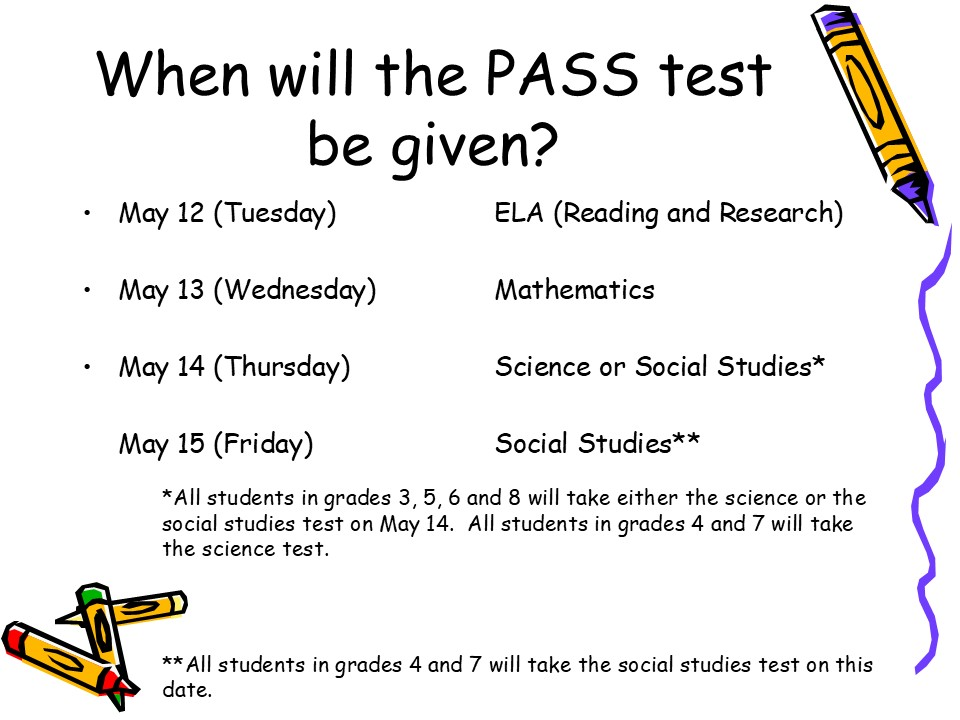 When will the PASS test
be given?
• May 12 (Tuesday) ELA (Reading and Research)
• May 13 (Wednesday) Mathematics
• May 14 (Thursday) Science or Social Studies*
May 15 (Friday) Social Studies**
*All students in grades 3, 5, 6 and 8 will take either the science or the
social studies test on May 14. All students in grades 4 and 7 will take
the science test.
**All students in grades 4 and 7 will take the social studies test on this
date.